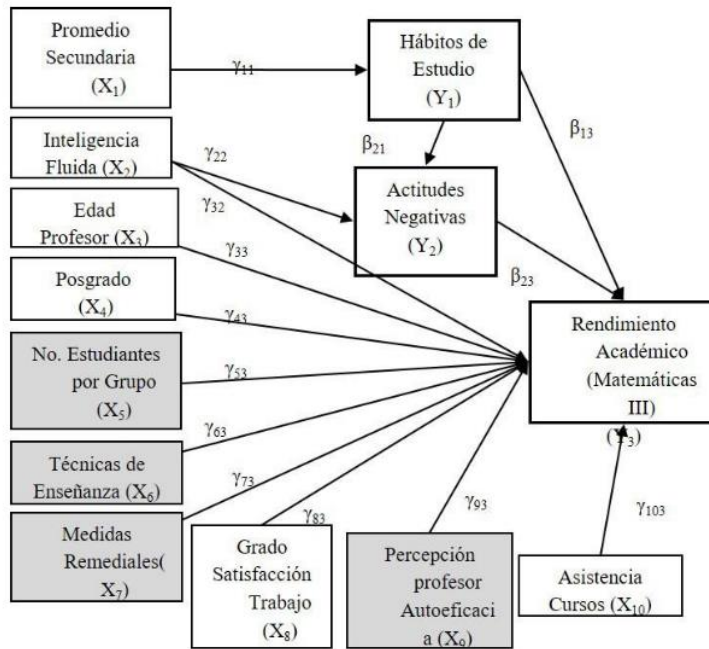 Promedio
Secundaria
(X₁)
γ₁₁
Hábitos de
Estudio
(Y₁)
β₁₃
β₂₁
Inteligencia
Fluida (X₂)
γ₂₂
γ₃₂
Actitudes
Negativas
(Y₂)
β₂₃
Edad
Profesor (X₃)
γ₃₃
Posgrado
(X₄)
γ₄₃
No. Estudiantes
por Grupo
(X₅)
γ₅₃
Rendimiento
Académico
(Matemáticas
III)
(Y₃)
Técnicas de
Enseñanza (X₆)
γ₆₃
Medidas
Remediales(
X₇)
γ₇₃
γ₈₃
Grado
Satisfacción
Trabajo
(X₈)
γ₉₃
Percepción
profesor
Autoeficaci
a (X₉)
γ₁₀₃
Asistencia
Cursos (X₁₀)